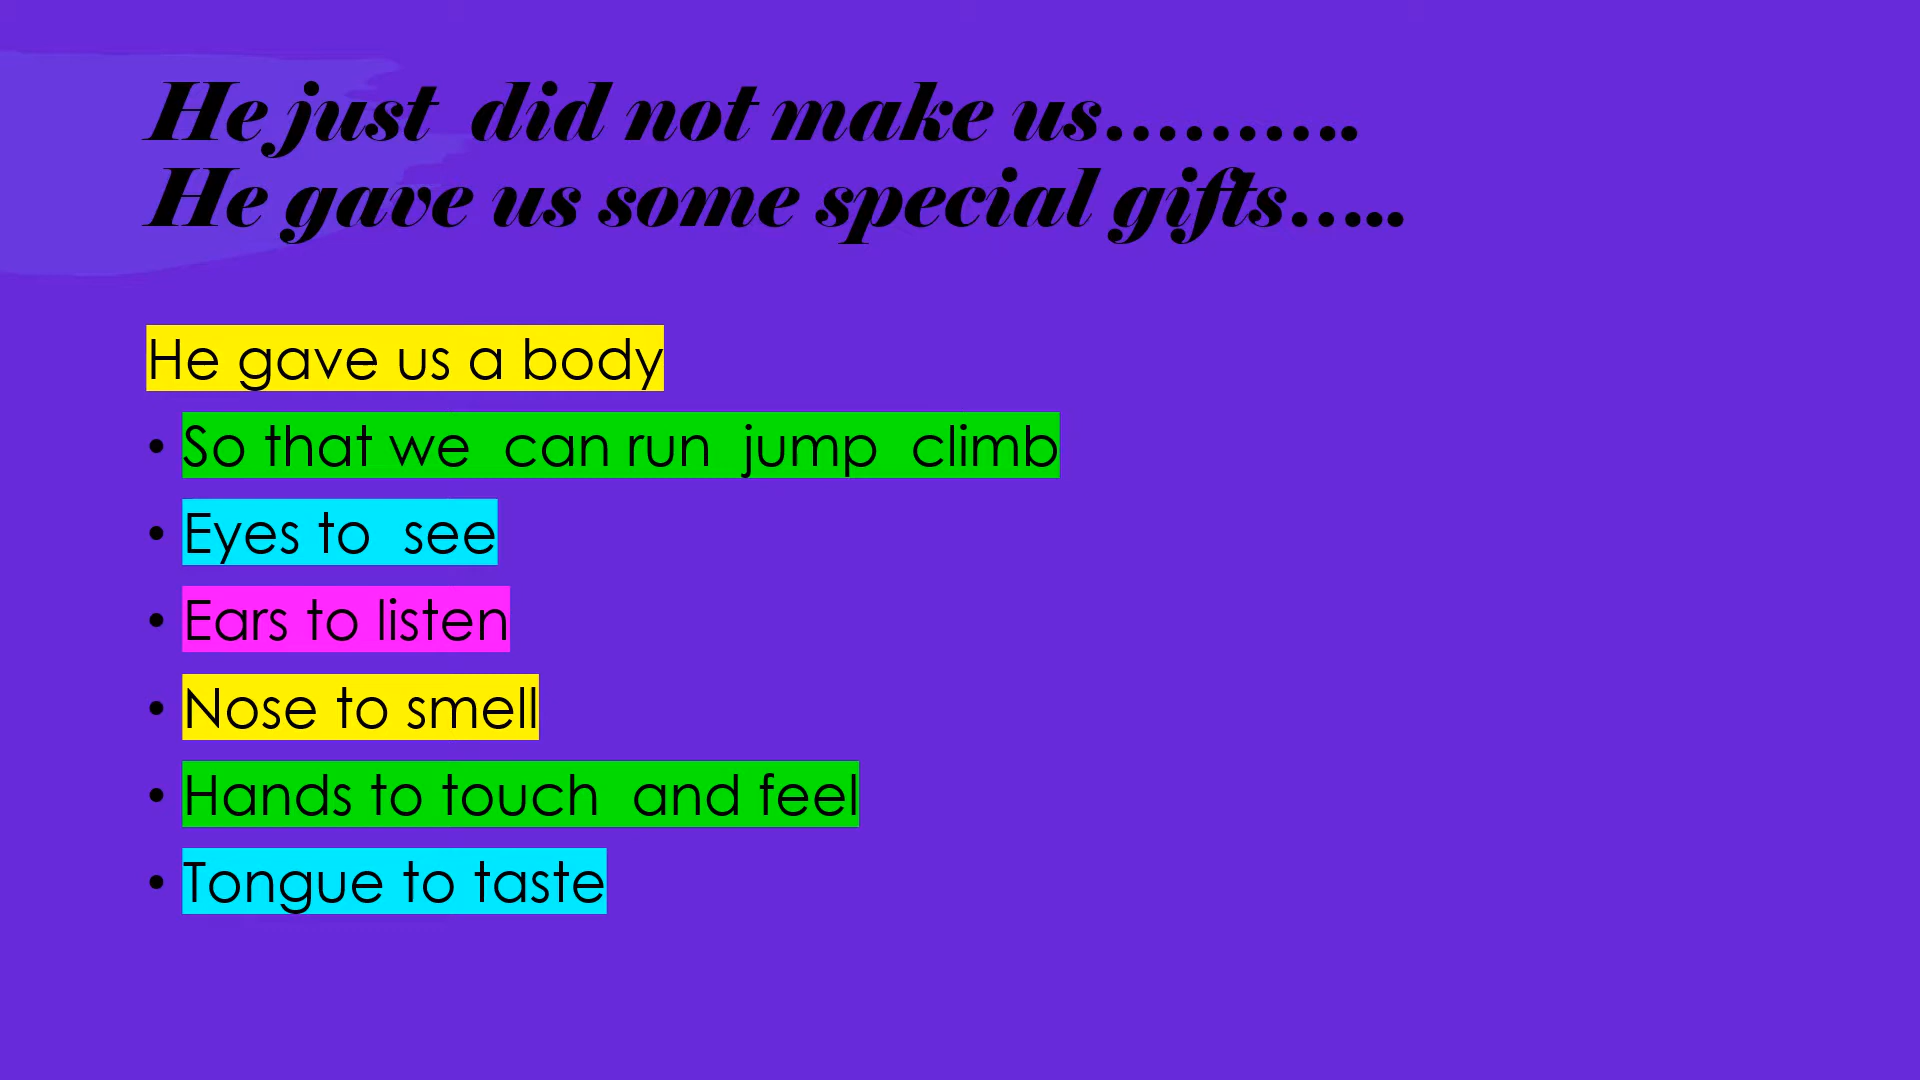 He just did not make us……….
He gave us some special gifts…..
He gave us a body
• So that we can run jump climb
• Eyes to see
• Ears to listen
• Nose to smell
• Hands to touch and feel
• Tongue to taste